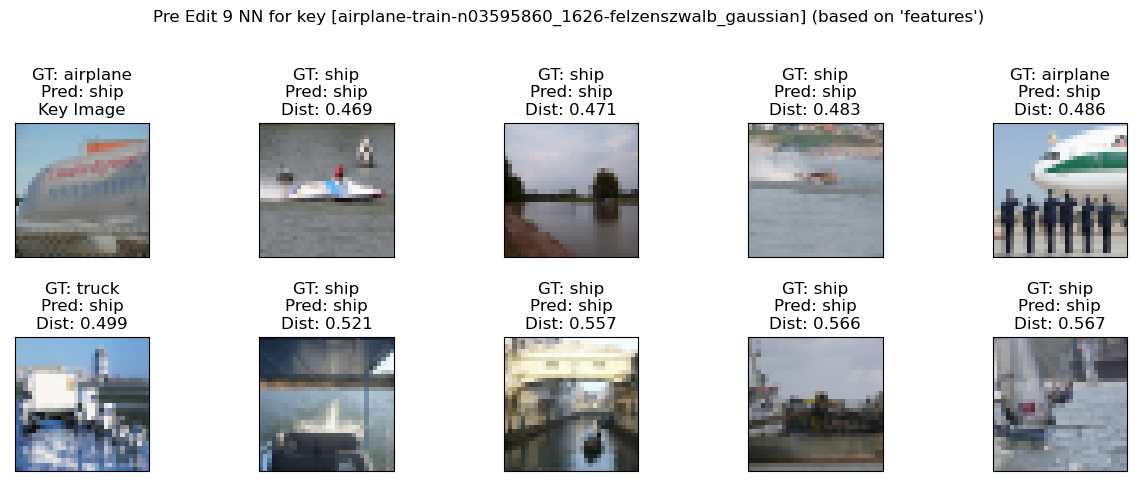 Pre Edit 9 NN for key [airplane-train-n03595860_1626-felzenszwalb_gaussian] (based on 'features')
GT: airplane
Pred: ship
Key Image
GT: ship
Pred: ship
Dist: 0.469
GT: ship
Pred: ship
Dist: 0.471
GT: ship
Pred: ship
Dist: 0.483
GT: airplane
Pred: ship
Dist: 0.486
GT: truck
Pred: ship
Dist: 0.499
GT: ship
Pred: ship
Dist: 0.521
GT: ship
Pred: ship
Dist: 0.557
GT: ship
Pred: ship
Dist: 0.566
GT: ship
Pred: ship
Dist: 0.567